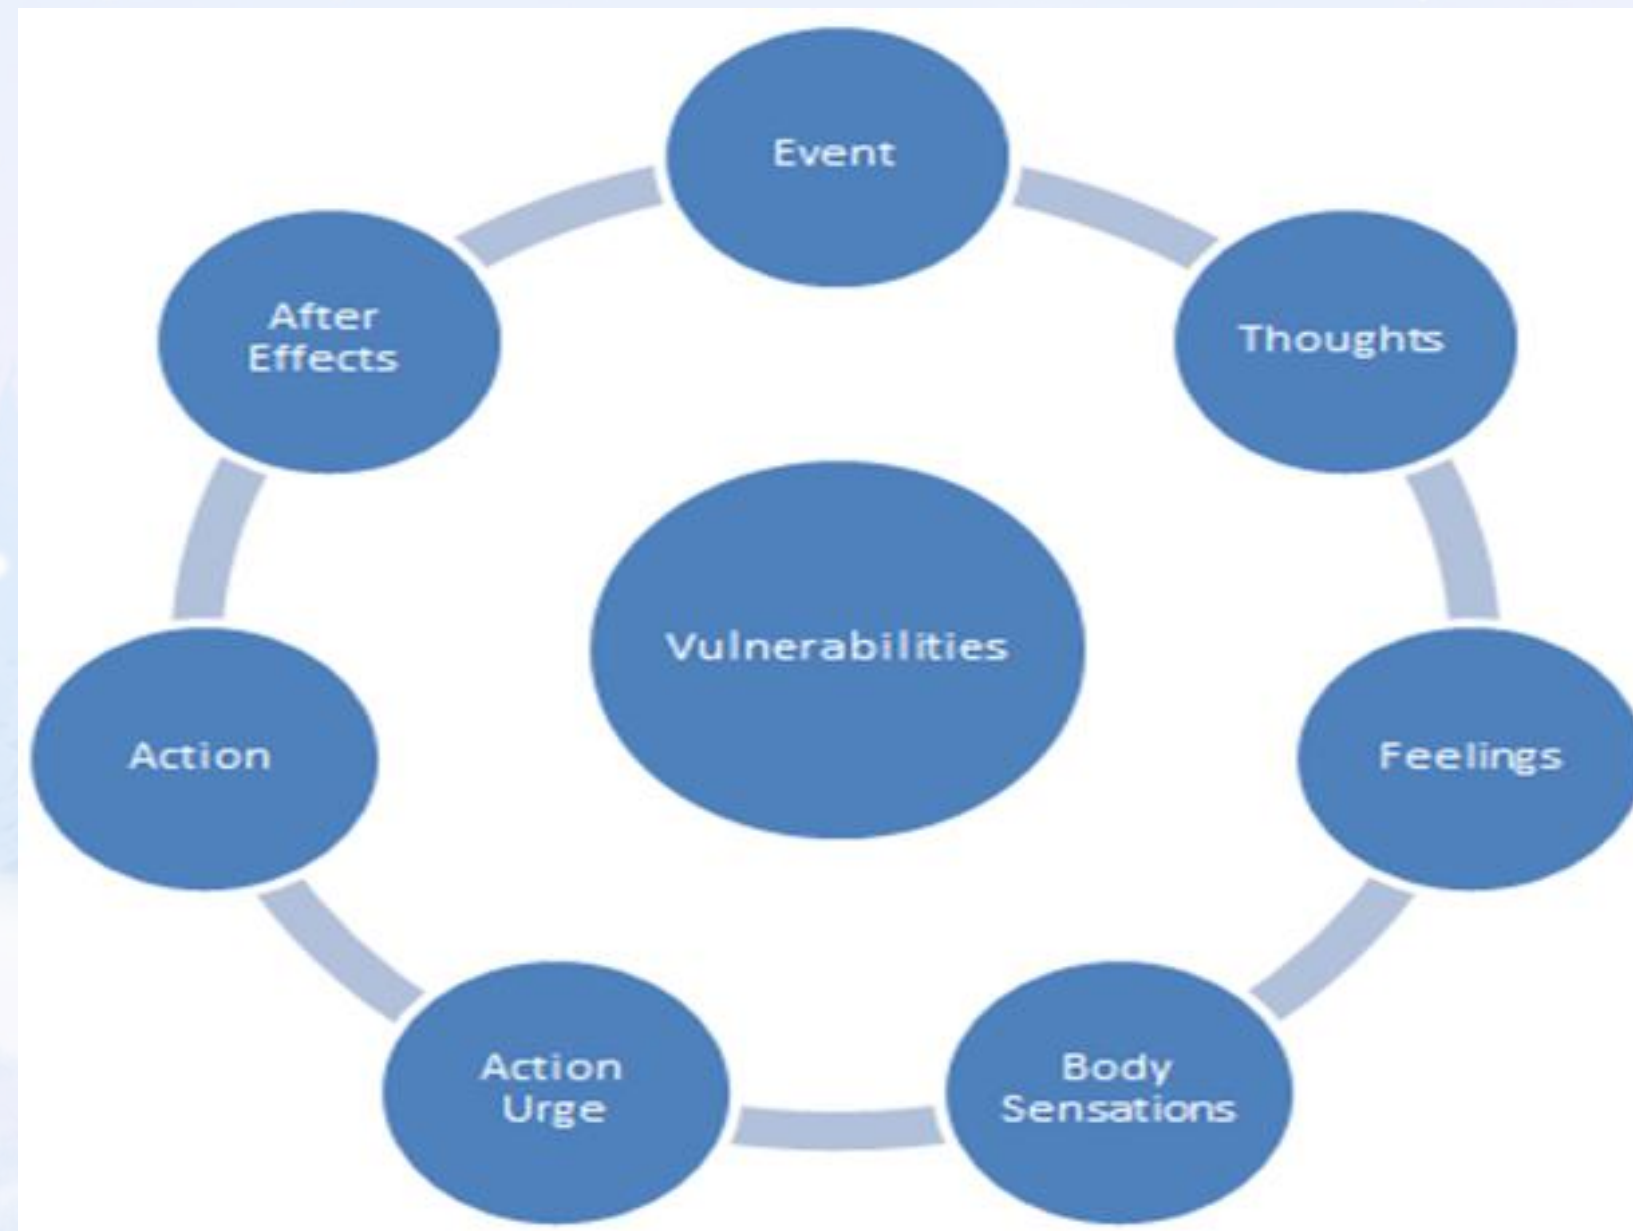 Event
Thoughts
Feelings
Body
Sensations
Action
Urge
Action
After
Effects
Vulnerabilities